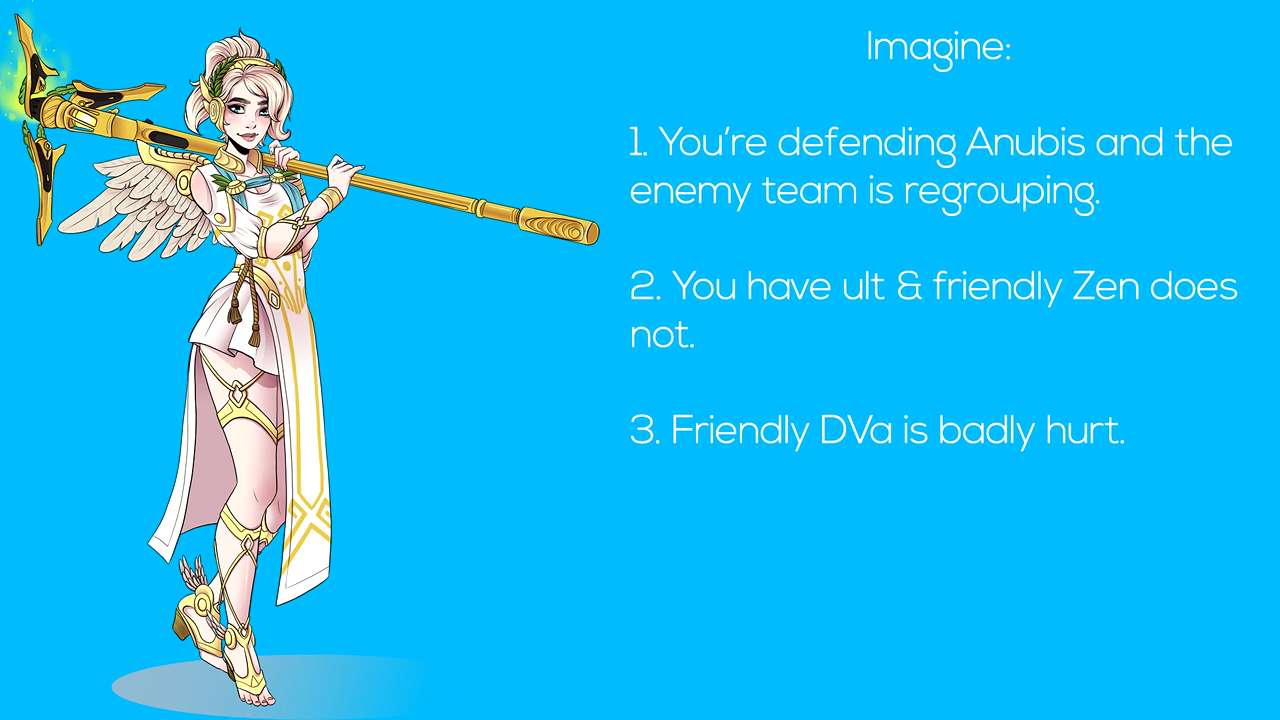 Imagine:
1. You're defending Anubis and the
enemy team is regrouping.
2. You have ult & friendly Zen does
not.
3. Friendly DVa is badly hurt.